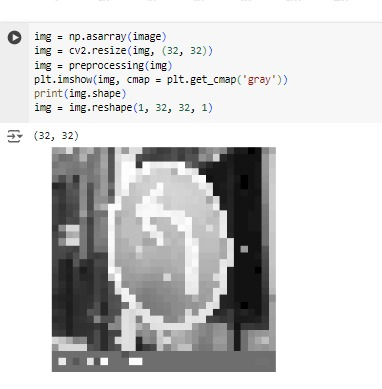 img = np.asarray(image)
img = cv2.resize(img, (32, 32))
img = preprocessing(img)
plt.imshow(img, cmap = plt.get_cmap('gray'))
print(img.shape)
img = img.reshape(1, 32, 32, 1)
(32, 32)